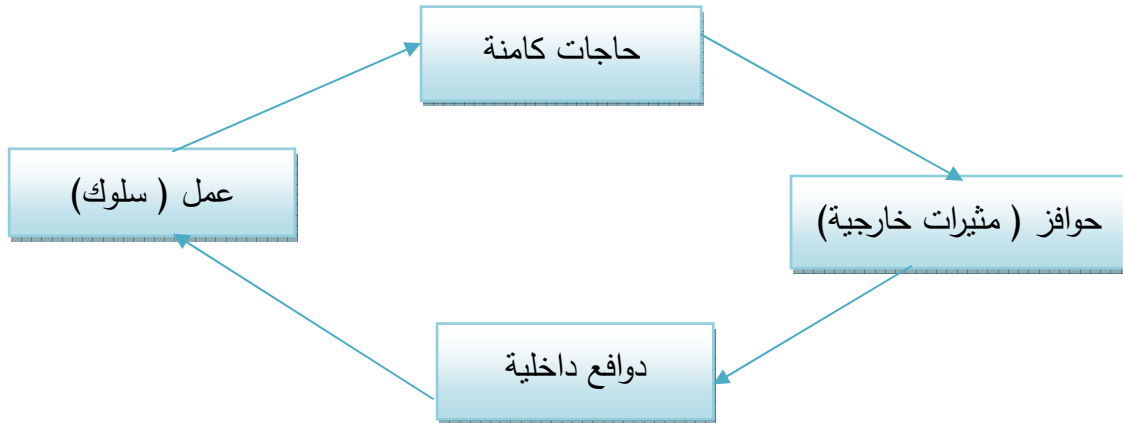 حاجات كامنة
عمل ( سلوك)
حوافز ( مثيرات خارجية)
دوافع داخلية